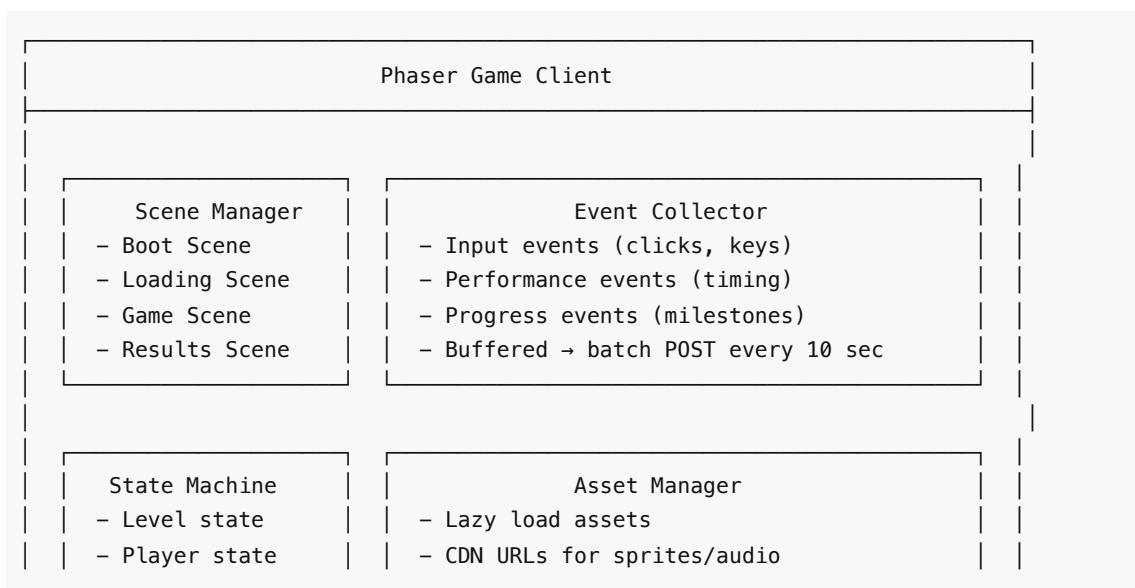 Phaser Game Client
Scene Manager
– Boot Scene
– Loading Scene
– Game Scene
– Results Scene
Event Collector
– Input events (clicks, keys)
– Performance events (timing)
– Progress events (milestones)
– Buffered → batch POST every 10 sec
State Machine
– Level state
– Player state
Asset Manager
– Lazy load assets
– CDN URLs for sprites/audio